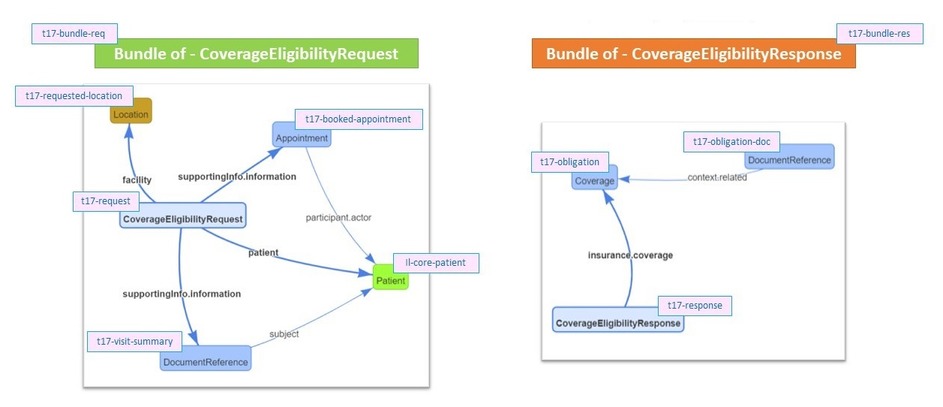 t17-bundle-req
Bundle of - CoverageEligibilityRequest
t17-requested-location
Location
t17-booked-appointment
Appointment
facility
supportingInfo.information
t17-request
CoverageEligibilityRequest
participant.actor
patient
il-core-patient
Patient
supportingInfo.information
t17-visit-summary
subject
DocumentReference
t17-bundle-res
Bundle of - CoverageEligibilityResponse
t17-obligation-doc
DocumentReference
t17-obligation
Coverage
context.related
insurance.coverage
t17-response
CoverageEligibilityResponse